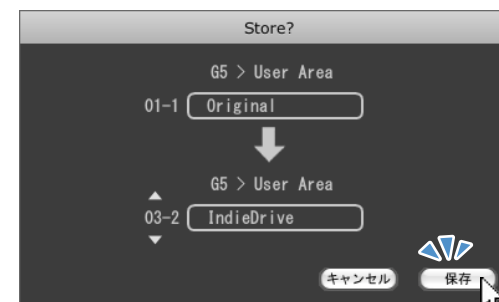 Store?
G5 > User Area
01-1 Original
G5 > User Area
03-2 IndieDrive
キャンセル 保存